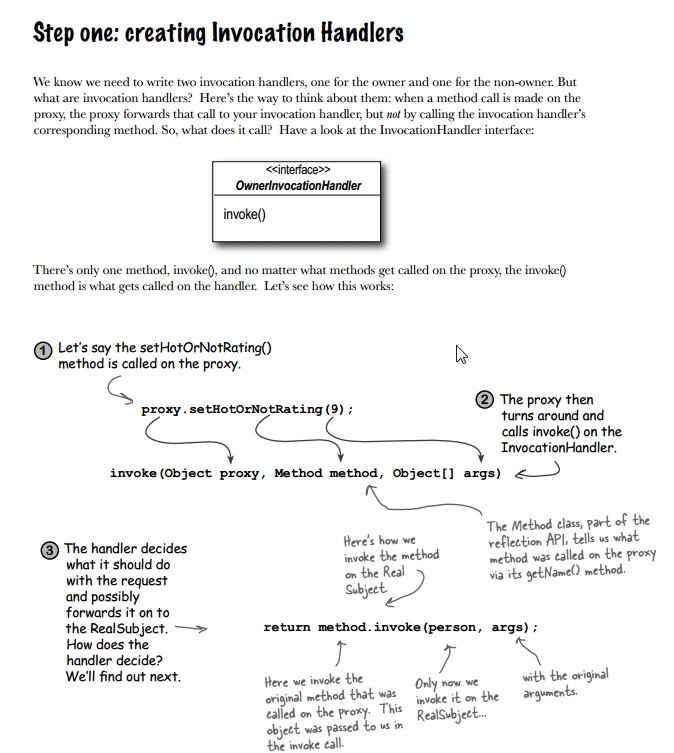 Step one: creating Invocation Handlers
We know we need to write two invocation handlers, one for the owner and one for the non-owner. But
what are invocation handlers?  Here's the way to think about them: when a method call is made on the
proxy, the proxy forwards that call to your invocation handler, but not by calling the invocation handler's
corresponding method. So, what does it call?  Have a look at the InvocationHandler interface:
<<interface>>
OwnerInvocationHandler
invoke()
There's only one method, invoke(), and no matter what methods get called on the proxy, the invoke()
method is what gets called on the handler.  Let's see how this works:
1 Let's say the setHotOrNotRating()
method is called on the proxy.
proxy.setHotOrNotRating(9);
2 The proxy then
turns around and
calls invoke() on the
InvocationHandler.
invoke(Object proxy, Method method, Object[] args)
The Method class, part of the
reflection API, tells us what
method was called on the proxy
via its getName() method.
3 The handler decides
what it should do
with the request
and possibly
forwards it on to
the RealSubject.
How does the
handler decide?
We'll find out next.
Here's how we
invoke the method
on the Real
Subject
return method.invoke(person, args);
Here we invoke the
original method that was
called on the proxy.  This
object was passed to us in
the invoke call.
Only now we
invoke it on the
RealSubject...
with the original
arguments.